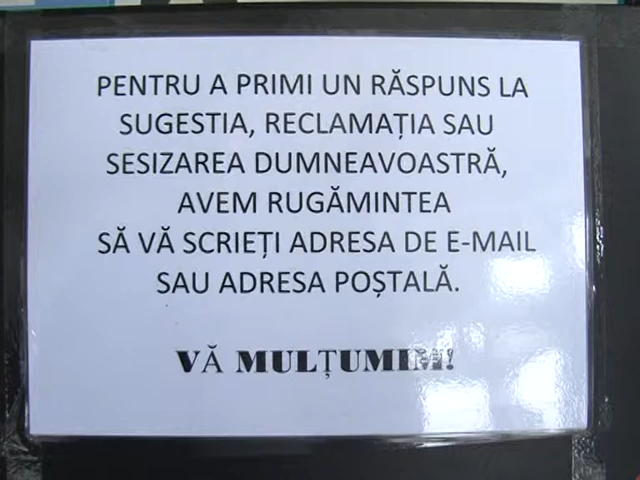 PENTRU A PRIMI UN RĂSPUNS LA
SUGESTIA, RECLAMAȚIA SAU
SESIZAREA DUMNEAVOASTRĂ,
AVEM RUGĂMINTEA
SĂ VĂ SCRIEȚI ADRESA DE E-MAIL
SAU ADRESA POȘTALĂ.
VĂ MULȚUMIM!